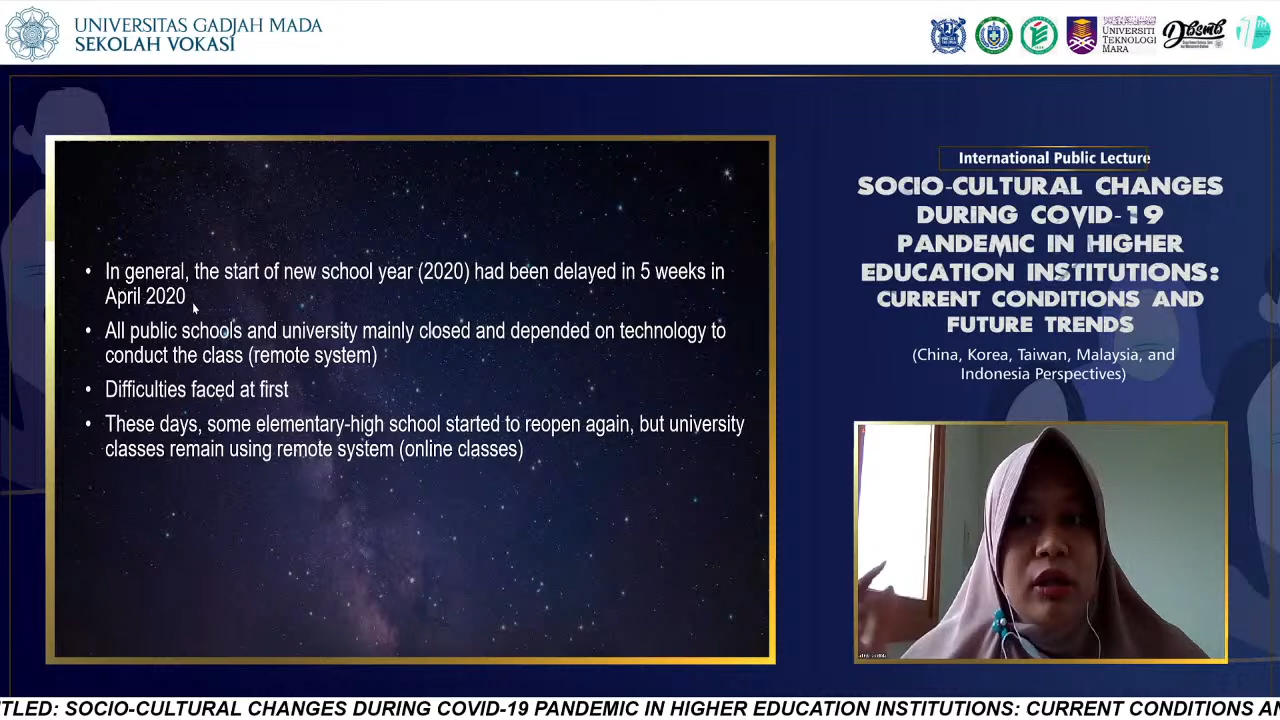 UNIVERSITAS GADJAH MADA
SEKOLAH VOKASI
UNIVERSITI
TEKNOLOGI
MARA
International Public Lecture
SOCIO-CULTURAL CHANGES
DURING COVID-19
PANDEMIC IN HIGHER
EDUCATION INSTITUTIONS:
CURRENT CONDITIONS AND
FUTURE TRENDS
(China, Korea, Taiwan, Malaysia, and
Indonesia Perspectives)
• In general, the start of new school year (2020) had been delayed in 5 weeks in
April 2020
• All public schools and university mainly closed and depended on technology to
conduct the class (remote system)
• Difficulties faced at first
• These days, some elementary-high school started to reopen again, but university
classes remain using remote system (online classes)
TLED: SOCIO-CULTURAL CHANGES DURING COVID-19 PANDEMIC IN HIGHER EDUCATION INSTITUTIONS: CURRENT CONDITIONS A